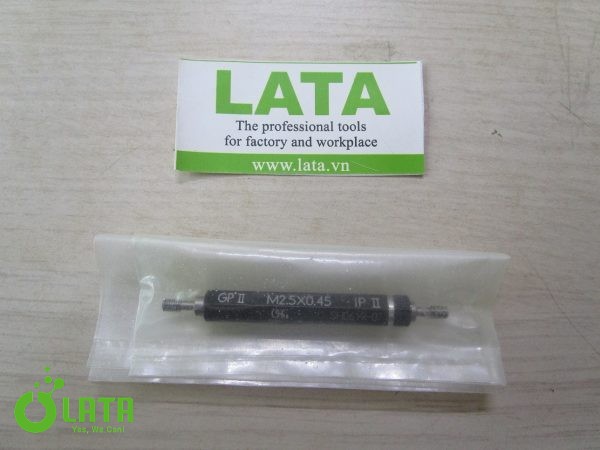 LATA
The professional tools
for factory and workplace
www.lata.vn
GP II M2.5X0.45 IP II
LATA
Yes, We Can!